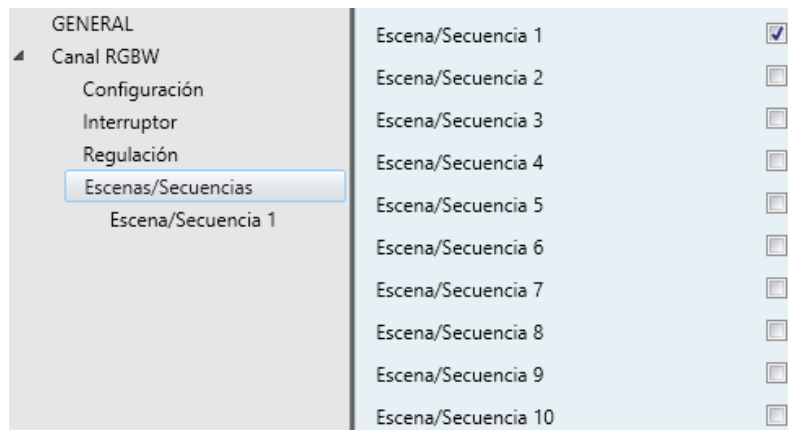 GENERAL
Canal RGBW
Configuración
Interruptor
Regulación
Escenas/Secuencias
Escena/Secuencia 1
Escena/Secuencia 1
Escena/Secuencia 2
Escena/Secuencia 3
Escena/Secuencia 4
Escena/Secuencia 5
Escena/Secuencia 6
Escena/Secuencia 7
Escena/Secuencia 8
Escena/Secuencia 9
Escena/Secuencia 10